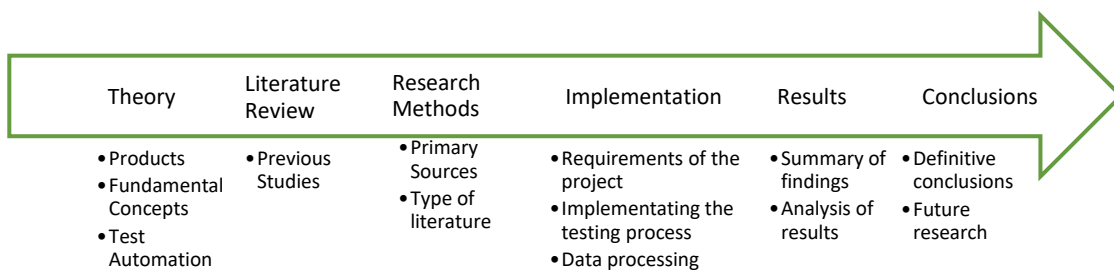 Theory
Literature
Review
Research
Methods
Implementation
Results
Conclusions
•Products
•Fundamental
Concepts
•Test
Automation
•Previous
Studies
•Primary
Sources
•Type of
literature
•Requirements of the
project
•Implementating the
testing process
•Data processing
•Summary of
findings
•Analysis of
results
•Definitive
conclusions
•Future
research